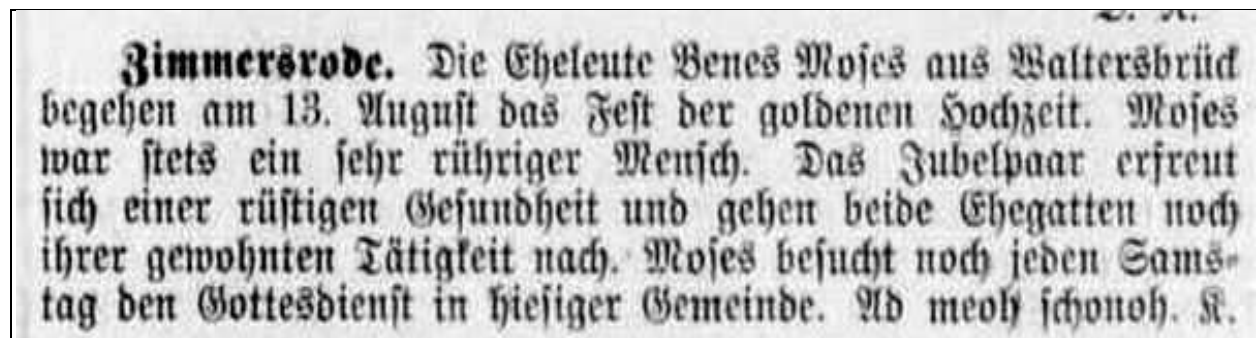 Zimmersrode. Die Eheleute Benes Moses aus Waltersbrück
begehen am 13. August das Fest der goldenen Hochzeit. Moses
war stets ein sehr rühriger Mensch. Das Jubelpaar erfreut
sich einer rüstigen Gesundheit und gehen beide Ehegatten noch
ihrer gewohnten Tätigkeit nach. Moses besucht noch jeden Sams-
tag den Gottesdienst in hiesiger Gemeinde. Ad meoh schonoh. K.